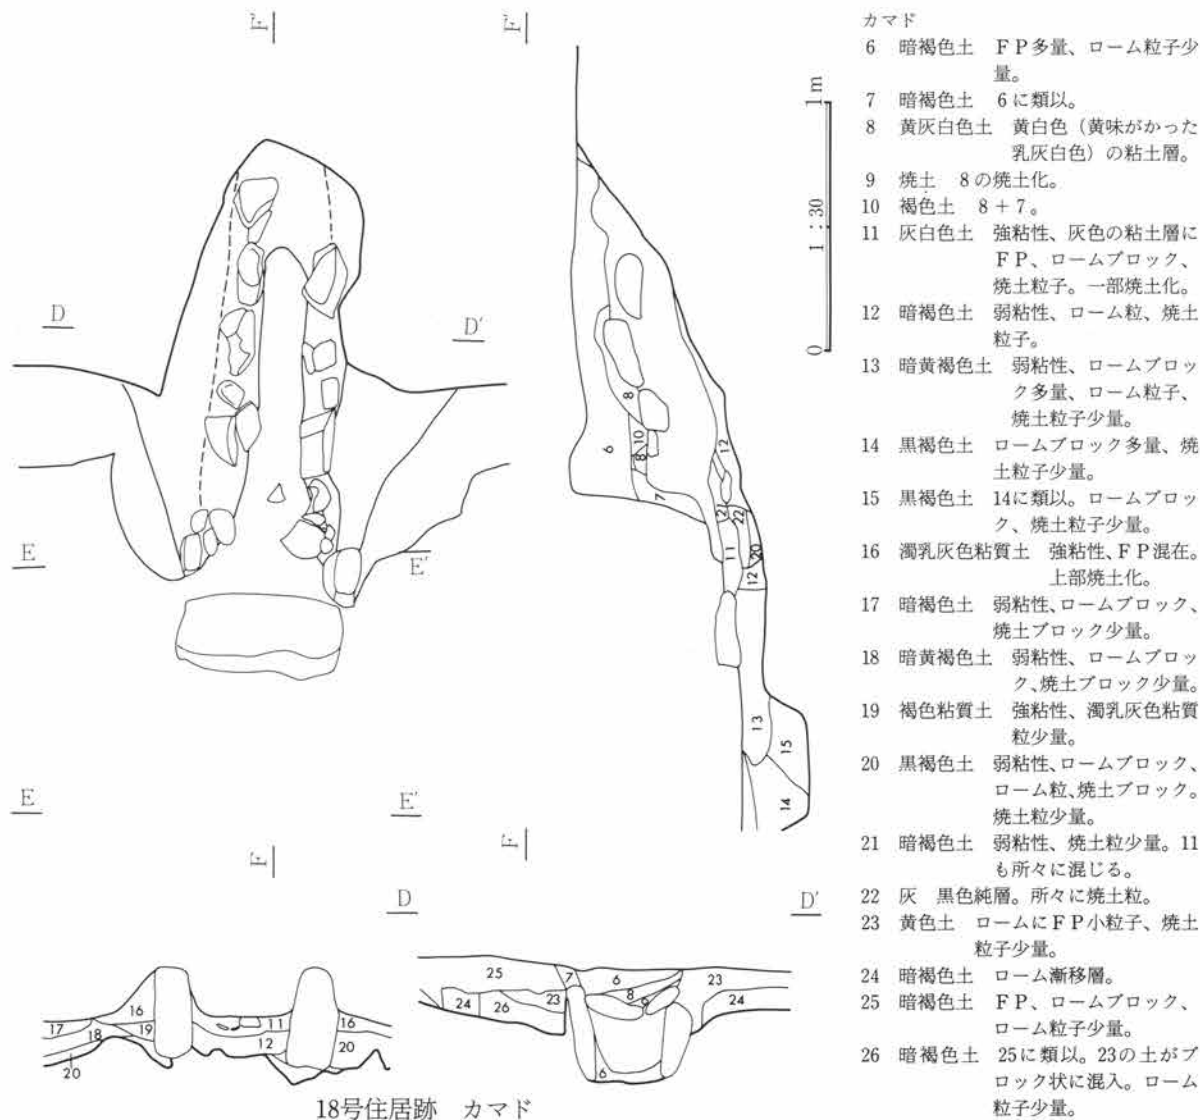 F'
F'
カマド
6 暗褐色土 FP多量、ローム粒子少
量。
7 暗褐色土 6に類以。
8 黄灰白色土 黄白色（黄味がかった
乳灰白色）の粘土層。
9 焼土 8の焼土化。
10 褐色土 8＋7。
11 灰白色土 強粘性、灰色の粘土層に
FP、ロームブロック、
焼土粒子。一部焼土化。
12 暗褐色土 弱粘性、ローム粒、焼土
粒子。
13 暗黄褐色土 弱粘性、ロームブロッ
ク多量、ローム粒子、
焼土粒子少量。
14 黒褐色土 ロームブロック多量、焼
土粒子少量。
15 黒褐色土 14に類以。ロームブロッ
ク、焼土粒子少量。
16 濁乳灰色粘質土 強粘性、FP混在。
上部焼土化。
17 暗褐色土 弱粘性、ロームブロック、
焼土ブロック少量。
18 暗黄褐色土 弱粘性、ロームブロッ
ク、焼土ブロック少量。
19 褐色粘質土 強粘性、濁乳灰色粘質
粒少量。
20 黒褐色土 弱粘性、ロームブロック、
ローム粒、焼土ブロック。
焼土粒少量。
21 暗褐色土 弱粘性、焼土粒少量。11
も所々に混じる。
22 灰 黒色純層。所々に焼土粒。
23 黄色土 ロームにFP小粒子、焼土
粒子少量。
24 暗褐色土 ローム漸移層。
25 暗褐色土 FP、ロームブロック、
ローム粒子少量。
26 暗褐色土 25に類以。23の土がブ
ロック状に混入。ローム
粒子少量。
1m
1：30
0
D
D'
E
E'
8
10
8
6
7
12
21
22
11
20
12
13
15
14
E
E'
F
F
D
D'
16
17
18
19
20
11
12
16
20
25
7
6
23
8
9
24
26
23
24
6
18号住居跡 カマド